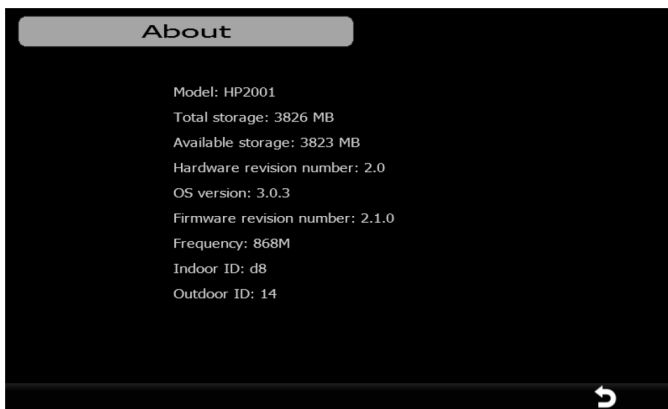 About
Model: HP2001
Total storage: 3826 MB
Available storage: 3823 MB
Hardware revision number: 2.0
OS version: 3.0.3
Firmware revision number: 2.1.0
Frequency: 868M
Indoor ID: d8
Outdoor ID: 14